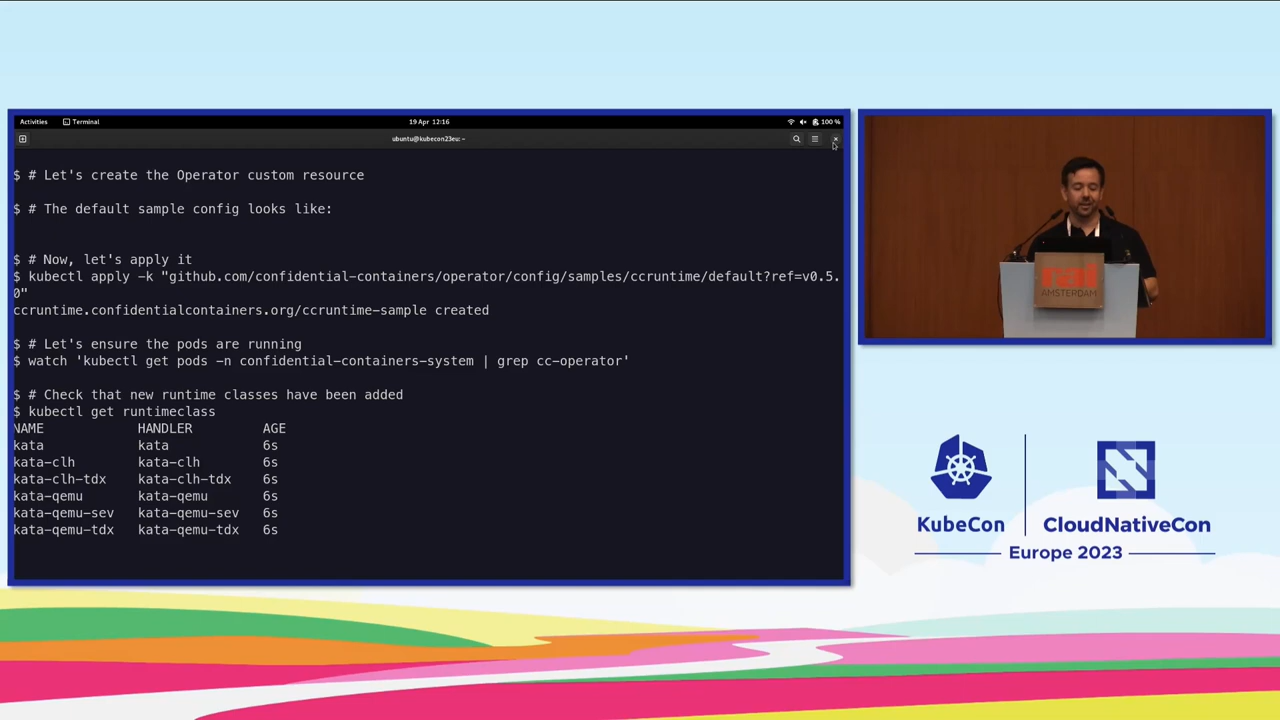 Activities
Terminal
19 Apr 12:16
100 %
ubuntu@kubecon23eu: ~
$ # Let's create the Operator custom resource
$ # The default sample config looks like:
$ # Now, let's apply it
$ kubectl apply -k "github.com/confidential-containers/operator/config/samples/ccruntime/default?ref=v0.5.
0"
ccruntime.confidentialcontainers.org/ccruntime-sample created
$ # Let's ensure the pods are running
$ watch 'kubectl get pods -n confidential-containers-system | grep cc-operator'
$ # Check that new runtime classes have been added
$ kubectl get runtimeclass
NAME HANDLER AGE
kata kata 6s
kata-clh kata-clh 6s
kata-clh-tdx kata-clh-tdx 6s
kata-qemu kata-qemu 6s
kata-qemu-sev kata-qemu-sev 6s
kata-qemu-tdx kata-qemu-tdx 6s
rai
AMSTERDAM
KubeCon
CloudNativeCon
Europe 2023